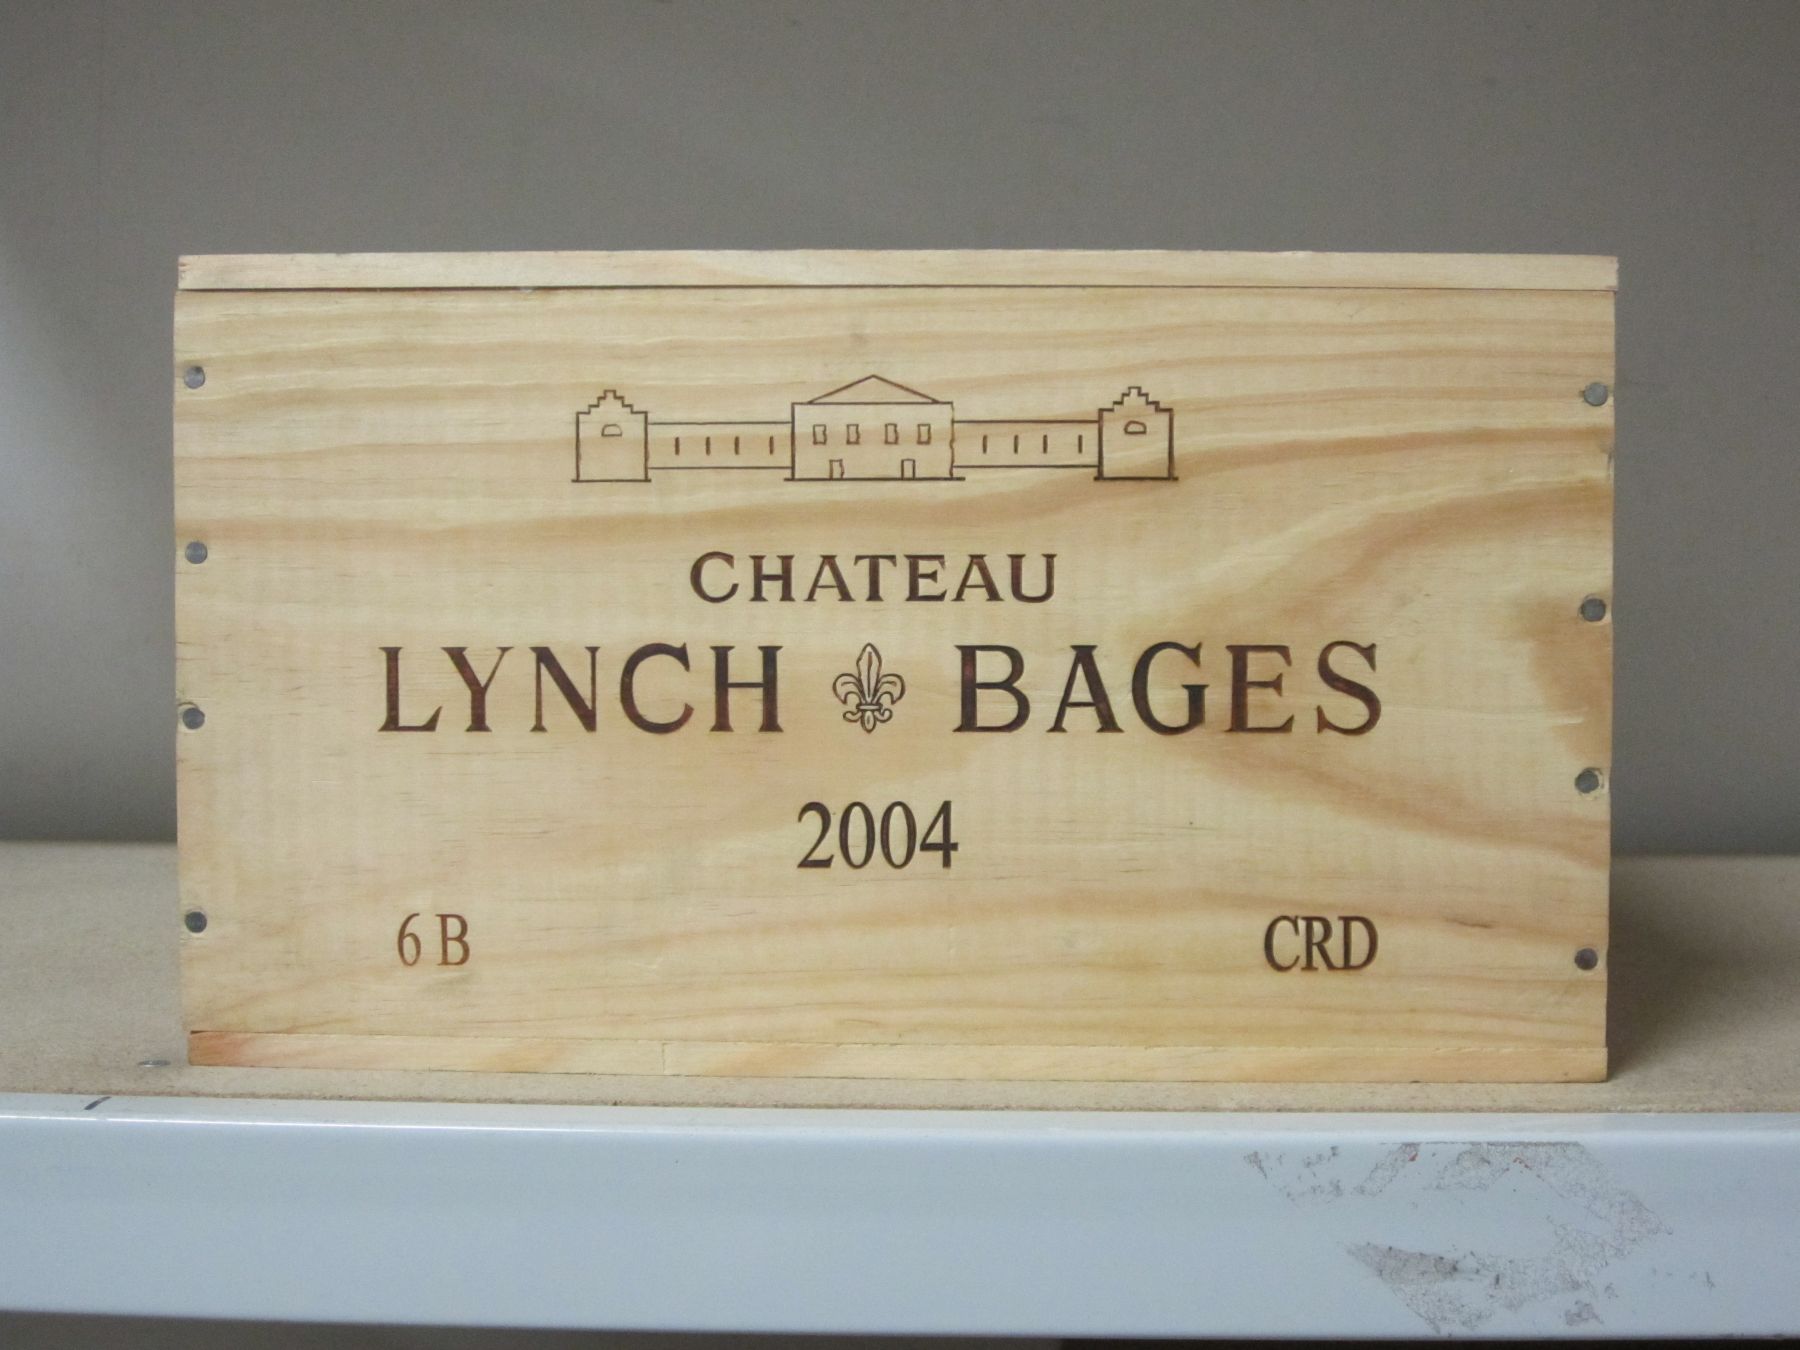 CHATEAU
LYNCH BAGES
2004
6 B CRD